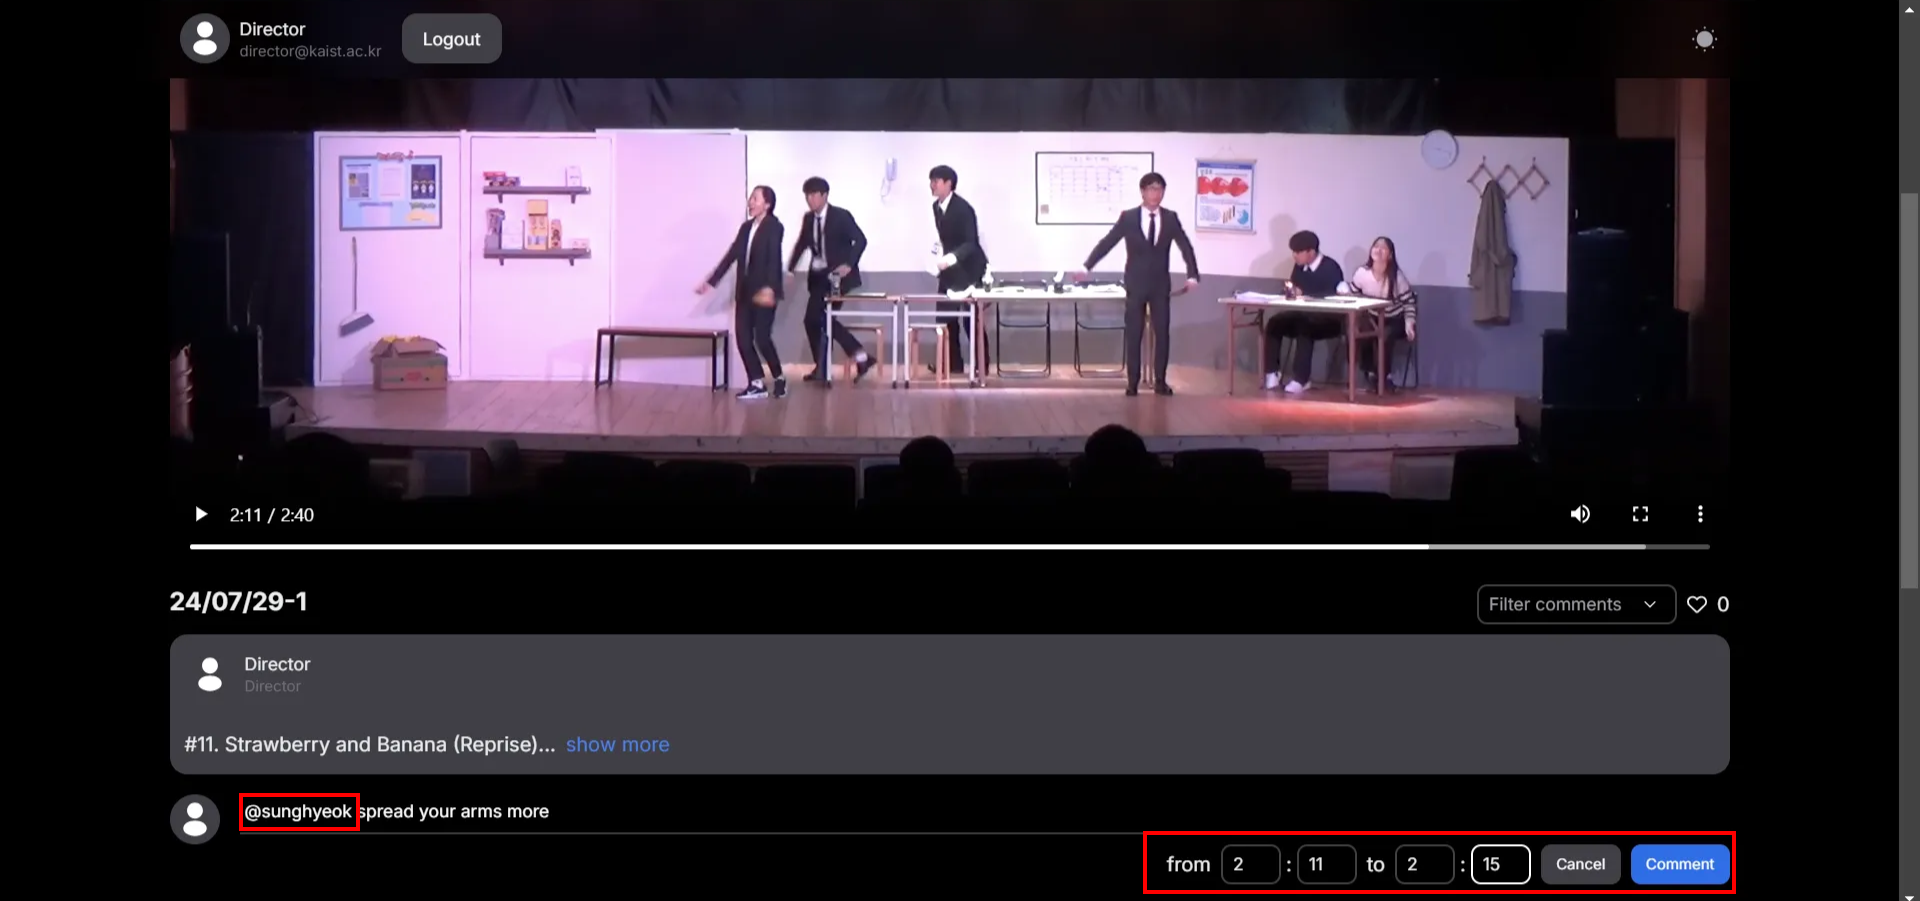 Director
director@kaist.ac.kr
Logout
2:11 / 2:40
24/07/29-1
Filter comments
0
Director
Director
#11. Strawberry and Banana (Reprise)... show more
@sunghyeok spread your arms more
from 2 : 11 to 2 : 15 Cancel Comment